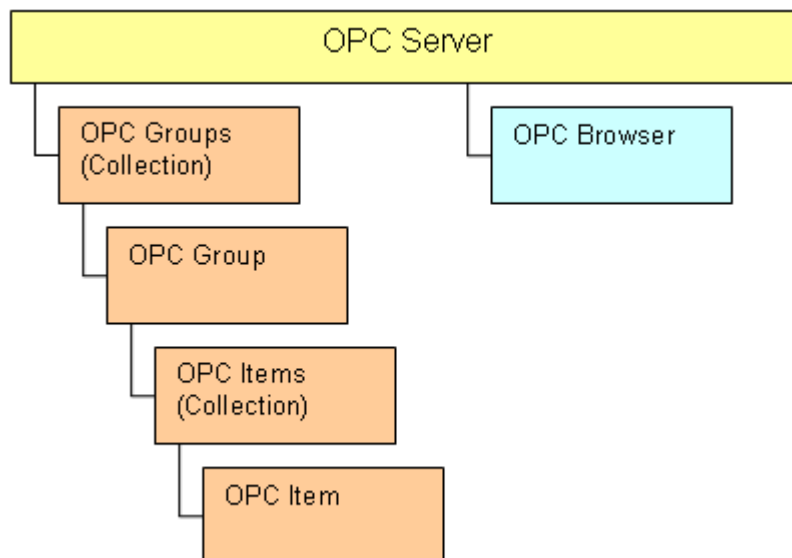 OPC Server
OPC Groups
(Collection)
OPC Browser
OPC Group
OPC Items
(Collection)
OPC Item